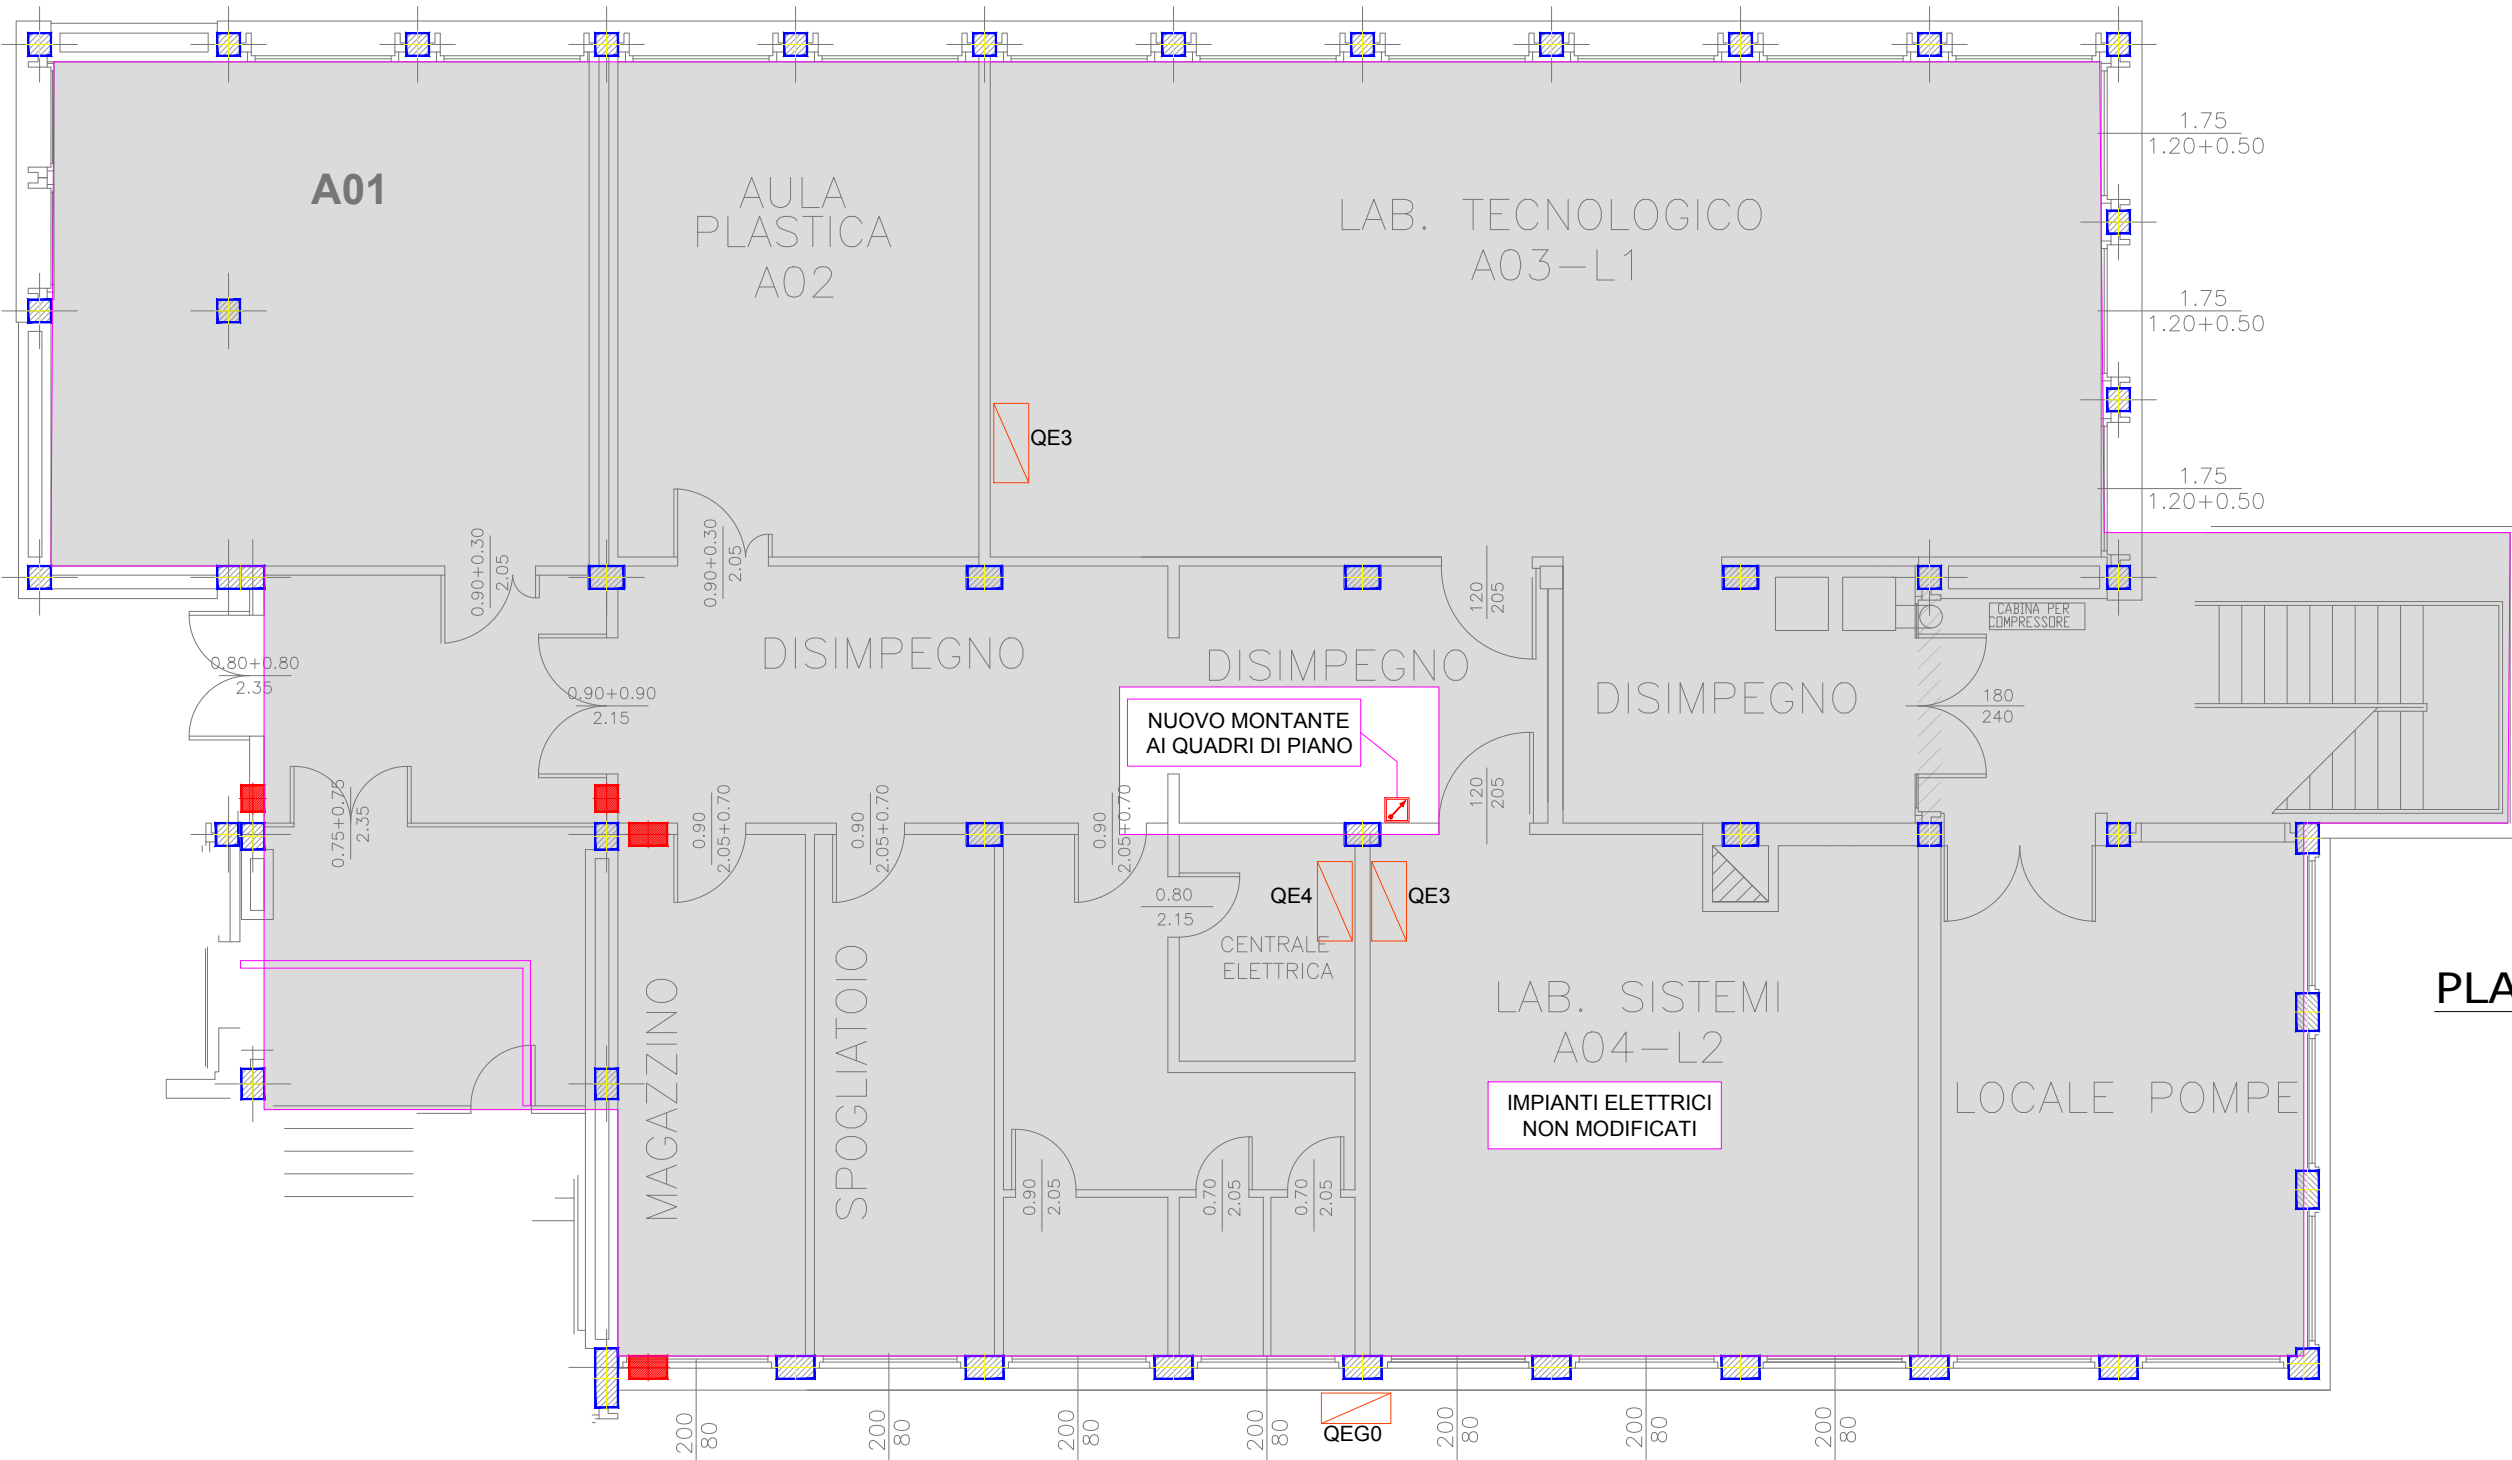 1.75
1.20+0.50
A01
AULA
PLASTICA
A02
LAB. TECNOLOGICO
A03-L1
1.75
1.20+0.50
QE3
1.75
1.20+0.50
0.90+0.30
2.05
0.90+0.30
2.05
120
205
CABINA PER
COMPRESSORE
DISIMPEGNO
DISIMPEGNO
DISIMPEGNO
0.80+0.80
2.35
0.90+0.90
2.15
180
240
NUOVO MONTANTE
AI QUADRI DI PIANO
0.75+0.75
2.35
0.90
2.05+0.70
0.90
2.05+0.70
0.90
2.05+0.70
120
205
0.80
2.15
QE4
QE3
CENTRALE
ELETTRICA
MAGAZZINO
SPOGLIATOIO
LAB. SISTEMI
A04-L2
PLA
IMPIANTI ELETTRICI
NON MODIFICATI
LOCALE POMPE
0.90
2.05
0.70
2.05
0.70
2.05
200
80
200
80
200
80
200
80
QEG0
200
80
200
80
200
80